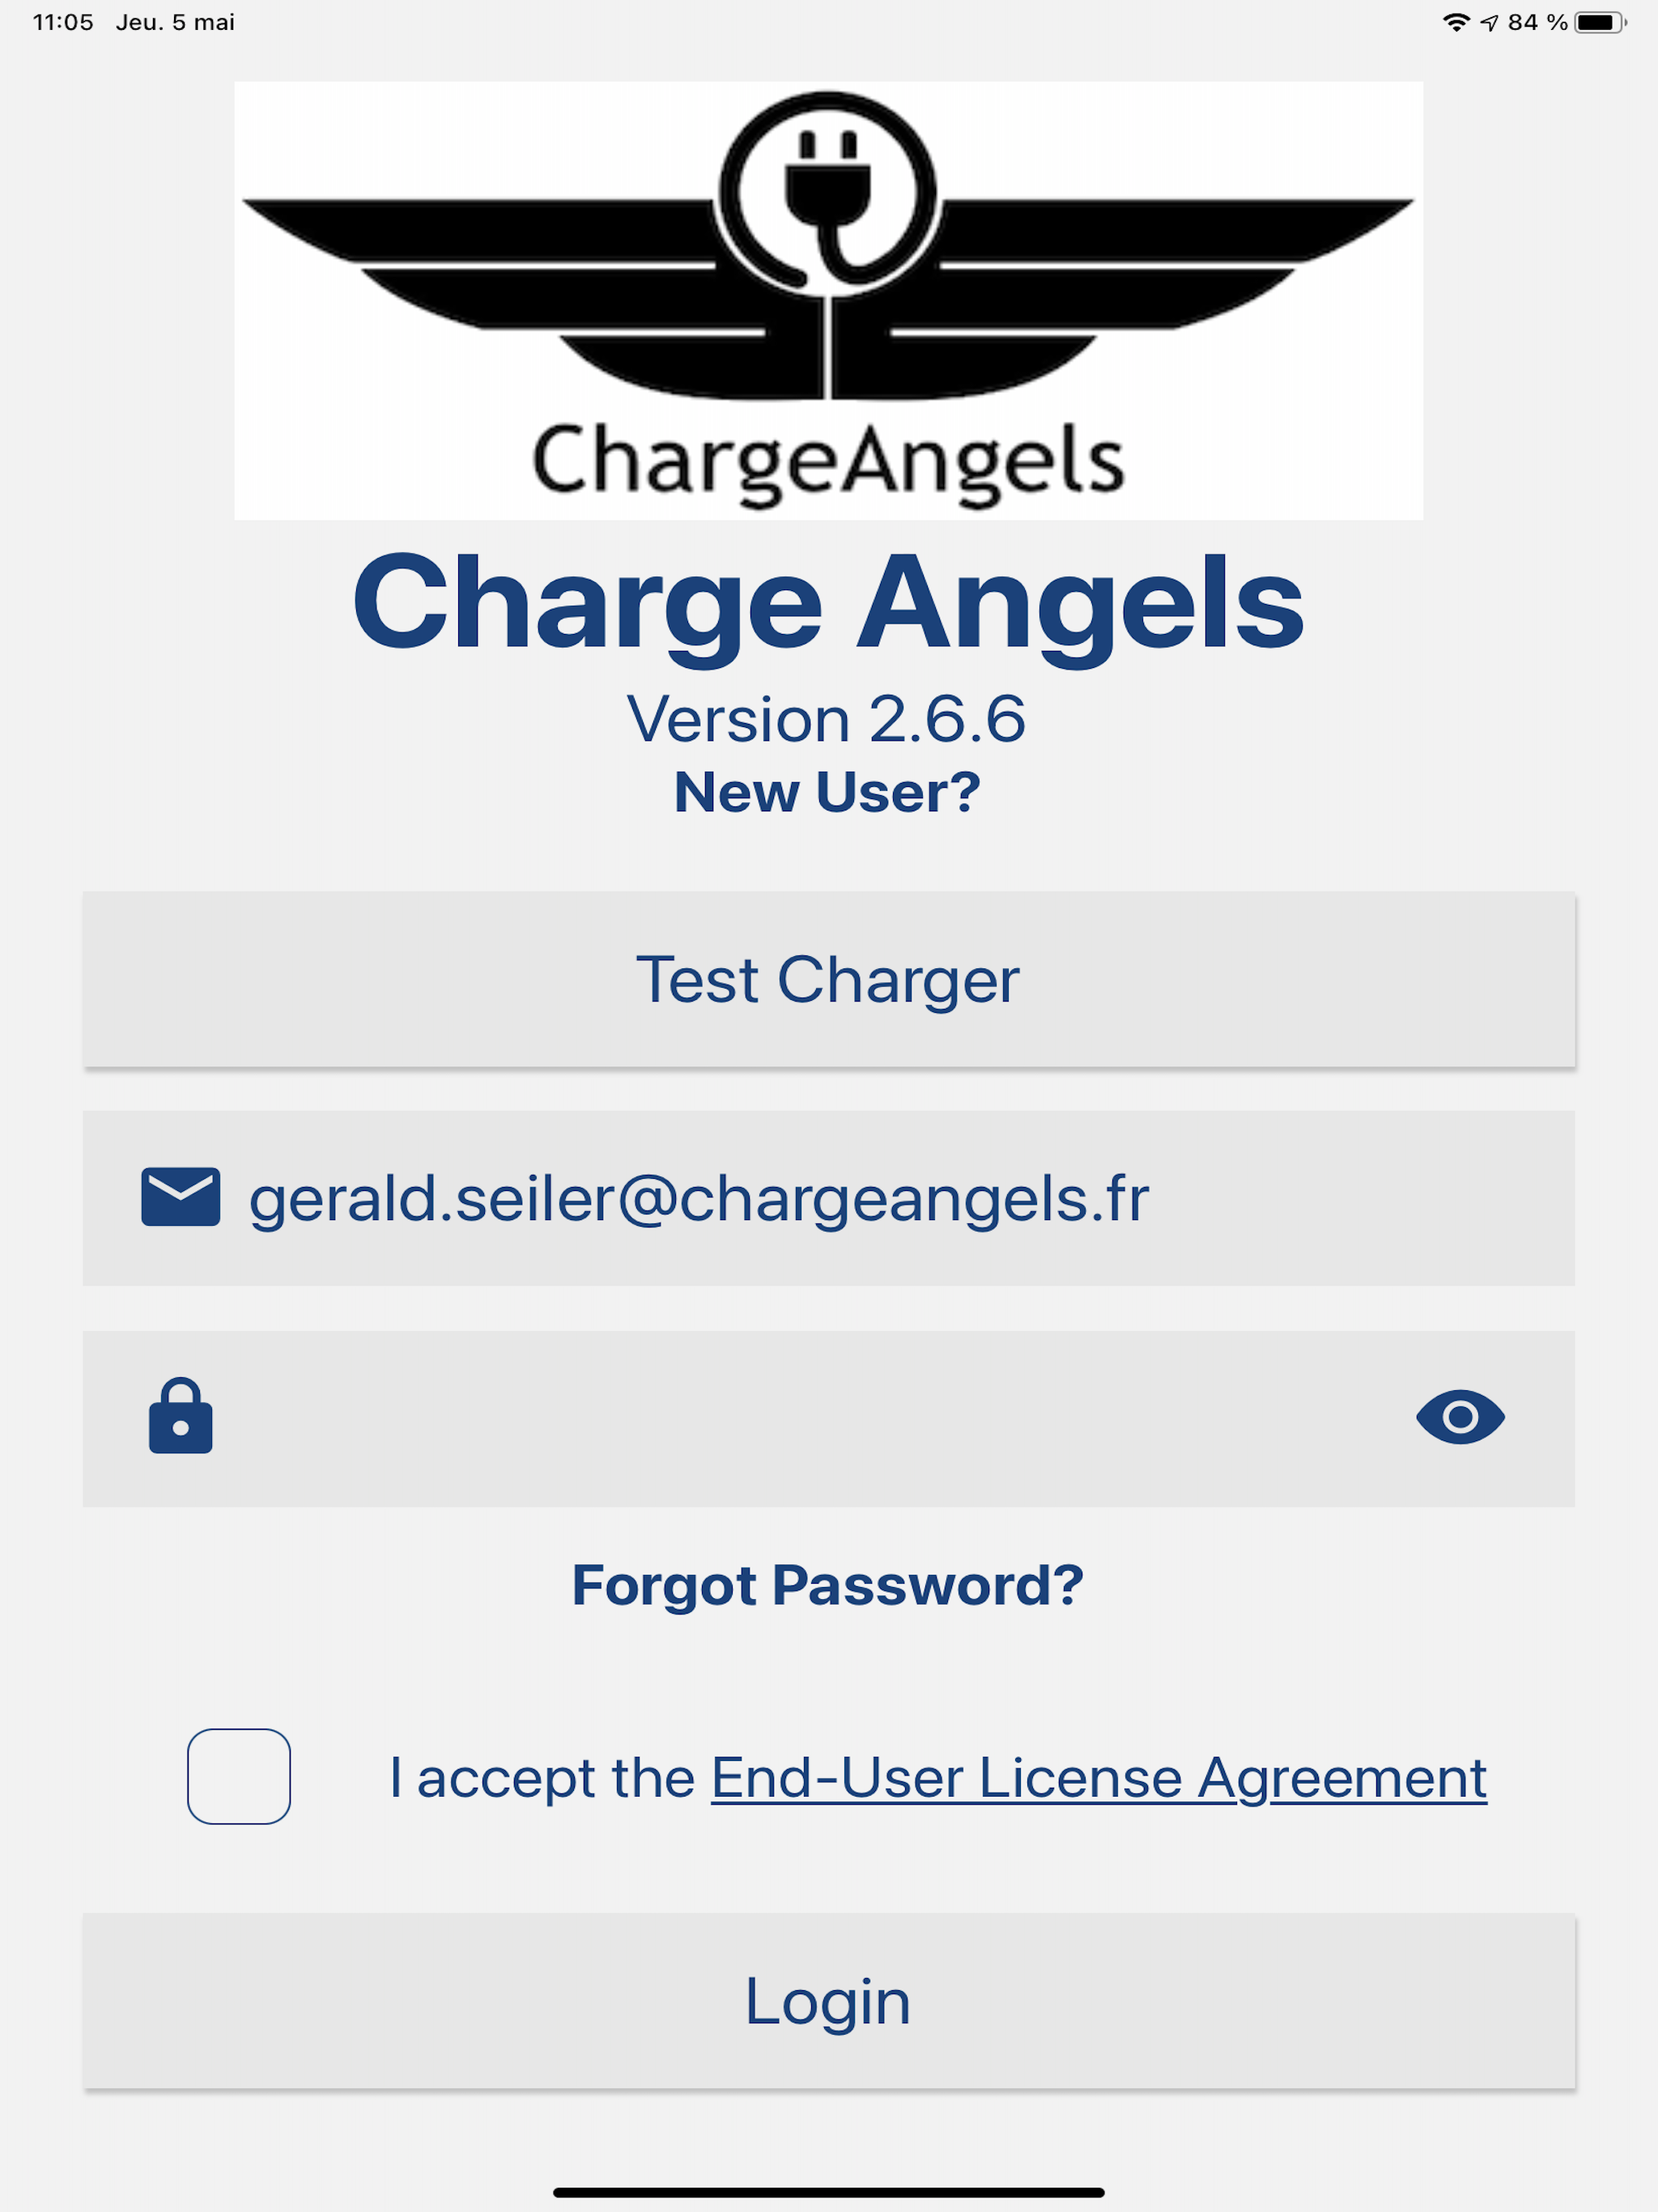 11:05 Jeu. 5 mai 84 %
ChargeAngels
Charge Angels
Version 2.6.6
New User?
Test Charger
gerald.seiler@chargeangels.fr
Forgot Password?
I accept the End-User License Agreement
Login